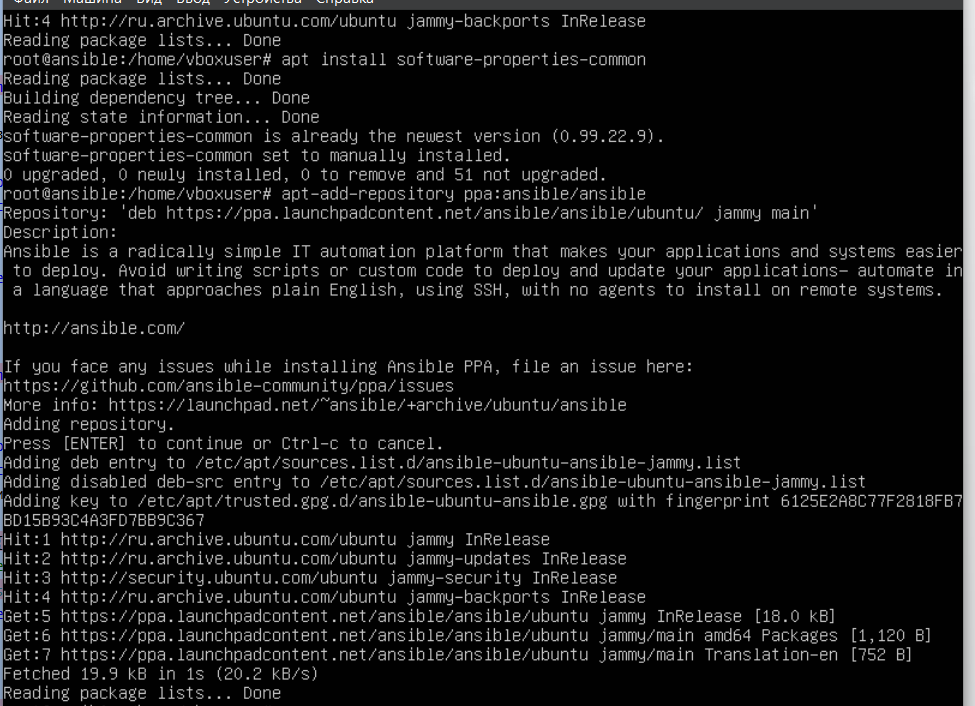 Файл Машина Вид Ввод Устройства Справка
Hit:4 http://ru.archive.ubuntu.com/ubuntu jammy-backports InRelease
Reading package lists... Done
root@ansible:/home/vboxuser# apt install software-properties-common
Reading package lists... Done
Building dependency tree... Done
Reading state information... Done
software-properties-common is already the newest version (0.99.22.9).
software-properties-common set to manually installed.
0 upgraded, 0 newly installed, 0 to remove and 51 not upgraded.
root@ansible:/home/vboxuser# apt-add-repository ppa:ansible/ansible
Repository: 'deb https://ppa.launchpadcontent.net/ansible/ansible/ubuntu/ jammy main'
Description:
Ansible is a radically simple IT automation platform that makes your applications and systems easier
to deploy. Avoid writing scripts or custom code to deploy and update your applications– automate in
a language that approaches plain English, using SSH, with no agents to install on remote systems.
http://ansible.com/
If you face any issues while installing Ansible PPA, file an issue here:
https://github.com/ansible-community/ppa/issues
More info: https://launchpad.net/~ansible/+archive/ubuntu/ansible
Adding repository.
Press [ENTER] to continue or Ctrl-c to cancel.
Adding deb entry to /etc/apt/sources.list.d/ansible-ubuntu-ansible-jammy.list
Adding disabled deb-src entry to /etc/apt/sources.list.d/ansible-ubuntu-ansible-jammy.list
Adding key to /etc/apt/trusted.gpg.d/ansible-ubuntu-ansible.gpg with fingerprint 6125E2A8C77F2818FB7
BD15B93C4A3FD7BB9C367
Hit:1 http://ru.archive.ubuntu.com/ubuntu jammy InRelease
Hit:2 http://ru.archive.ubuntu.com/ubuntu jammy-updates InRelease
Hit:3 http://security.ubuntu.com/ubuntu jammy-security InRelease
Hit:4 http://ru.archive.ubuntu.com/ubuntu jammy-backports InRelease
Get:5 https://ppa.launchpadcontent.net/ansible/ansible/ubuntu jammy InRelease [18.0 kB]
Get:6 https://ppa.launchpadcontent.net/ansible/ansible/ubuntu jammy/main amd64 Packages [1,120 B]
Get:7 https://ppa.launchpadcontent.net/ansible/ansible/ubuntu jammy/main Translation-en [752 B]
Fetched 19.9 kB in 1s (20.2 kB/s)
Reading package lists... Done